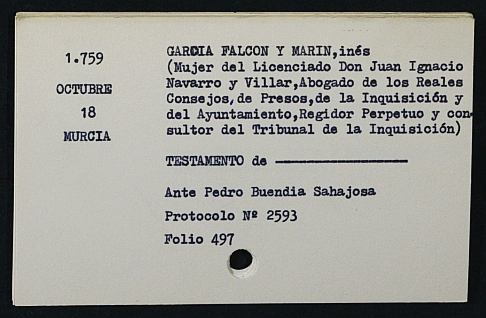 1.759
OCTUBRE
18
MURCIA
GARCIA FALCON Y MARIN,inés
(Mujer del Licenciado Don Juan Ignacio
Navarro y Villar,Abogado de los Reales
Consejos, de Presos,de la Inquisición y
del Ayuntamiento,Regidor Perpetuo y con-
sultor del Tribunal de la Inquisición)
TESTAMENTO de ————————
Ante Pedro Buendia Sahajosa
Protocolo Nº 2593
Folio 497